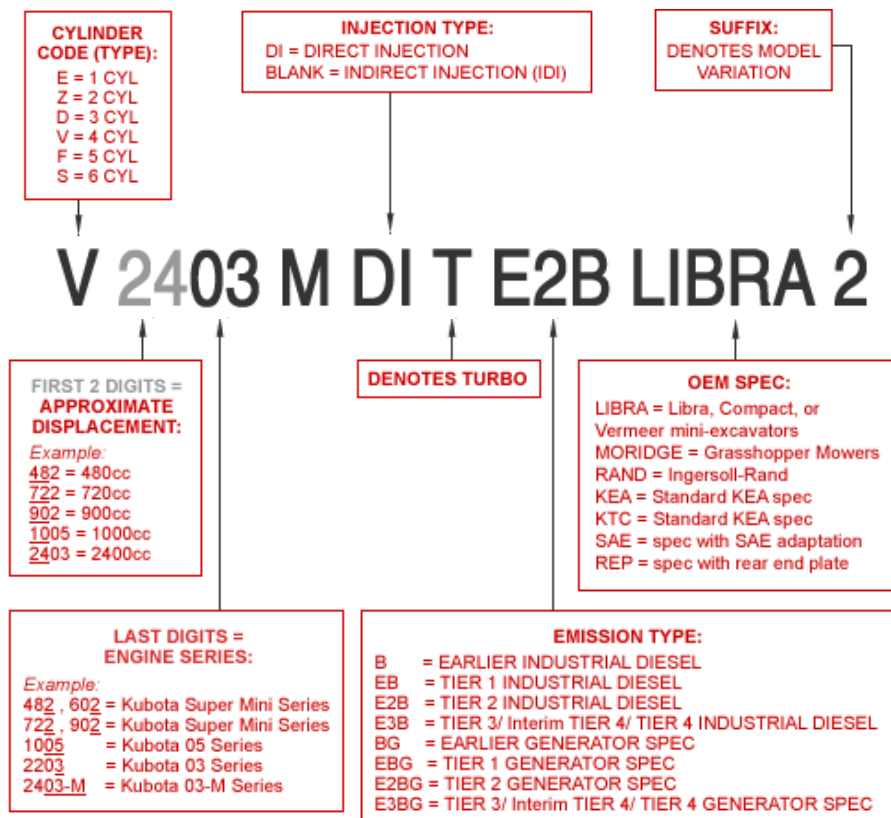 CYLINDER
CODE (TYPE):
E = 1 CYL
Z = 2 CYL
D = 3 CYL
V = 4 CYL
F = 5 CYL
S = 6 CYL
INJECTION TYPE:
DI = DIRECT INJECTION
BLANK = INDIRECT INJECTION (IDI)
SUFFIX:
DENOTES MODEL
VARIATION
V 2403 M DI T E2B LIBRA 2
FIRST 2 DIGITS =
APPROXIMATE
DISPLACEMENT:
Example:
482 = 480cc
722 = 720cc
902 = 900cc
1005 = 1000cc
2403 = 2400cc
DENOTES TURBO
OEM SPEC:
LIBRA = Libra, Compact, or
Vermeer mini-excavators
MORIDGE = Grasshopper Mowers
RAND = Ingersoll-Rand
KEA = Standard KEA spec
KTC = Standard KEA spec
SAE = spec with SAE adaptation
REP = spec with rear end plate
LAST DIGITS =
ENGINE SERIES:
Example:
482 , 602 = Kubota Super Mini Series
722 , 902 = Kubota Super Mini Series
1005 = Kubota 05 Series
2203 = Kubota 03 Series
2403-M = Kubota 03-M Series
EMISSION TYPE:
B = EARLIER INDUSTRIAL DIESEL
EB = TIER 1 INDUSTRIAL DIESEL
E2B = TIER 2 INDUSTRIAL DIESEL
E3B = TIER 3/ Interim TIER 4/ TIER 4 INDUSTRIAL DIESEL
BG = EARLIER GENERATOR SPEC
EBG = TIER 1 GENERATOR SPEC
E2BG = TIER 2 GENERATOR SPEC
E3BG = TIER 3/ Interim TIER 4/ TIER 4 GENERATOR SPEC